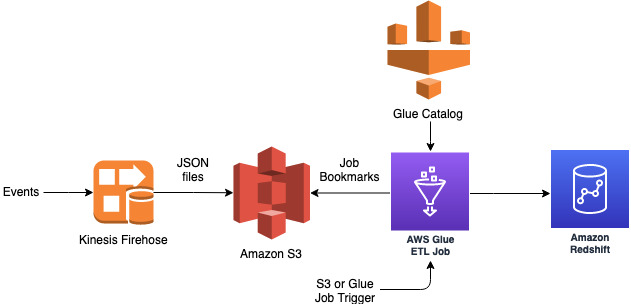 Glue Catalog
Events
Kinesis Firehose
JSON
files
Amazon S3
Job
Bookmarks
AWS Glue
ETL Job
Amazon
Redshift
S3 or Glue
Job Trigger